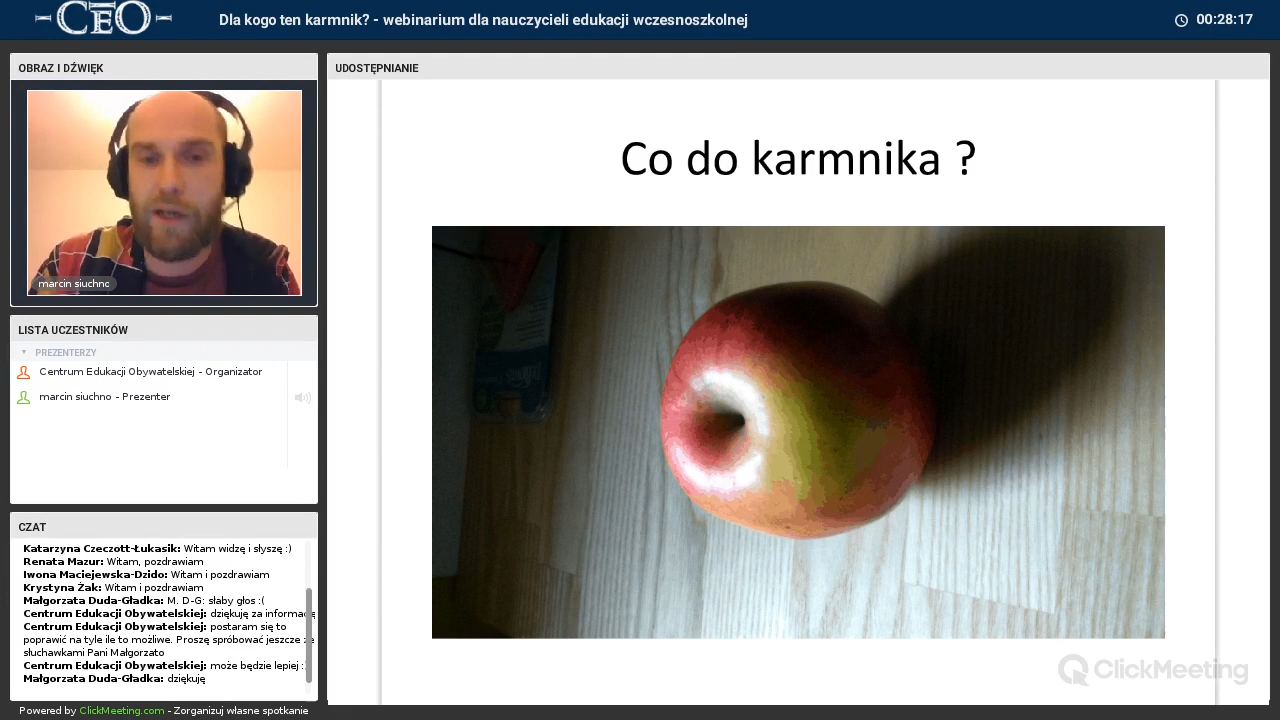 CEO
Dla kogo ten karmnik? - webinarium dla nauczycieli edukacji wczesnoszkolnej
00:28:17
OBRAZ I DŹWIĘK
marcin siuchno
LISTA UCZESTNIKÓW
PREZENTERZY
Centrum Edukacji Obywatelskiej - Organizator
marcin siuchno - Prezenter
CZAT
Katarzyna Czeczott-Łukasik: Witam widzę i słyszę :)
Renata Mazur: Witam, pozdrawiam
Iwona Maciejewska-Dzido: Witam i pozdrawiam
Krystyna Żak: Witam i pozdrawiam
Małgorzata Duda-Gładka: M. D-G: słaby głos :(
Centrum Edukacji Obywatelskiej: dziękuję za informację
Centrum Edukacji Obywatelskiej: postaram się to
poprawić na tyle ile to możliwe. Proszę spróbować jeszcze ze
słuchawkami Pani Małgorzato
Centrum Edukacji Obywatelskiej: może będzie lepiej :)
Małgorzata Duda-Gładka: dziękuję
Powered by ClickMeeting.com - Zorganizuj własne spotkanie
UDOSTĘPNIANIE
Co do karmnika ?
ClickMeeting